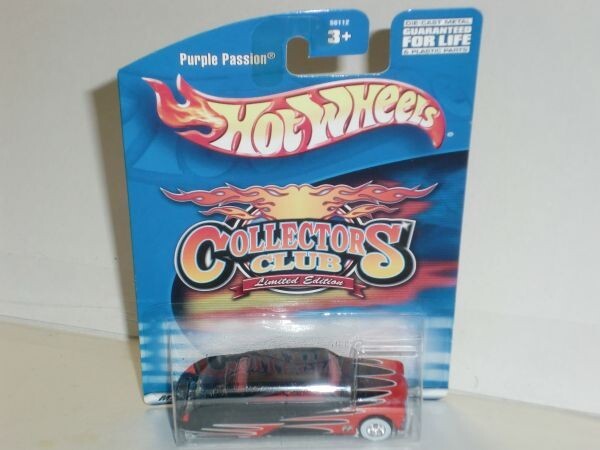 50112
3+
DIE CAST METAL
GUARANTEED
FOR LIFE
& PLASTIC PARTS
Purple Passion®
Hot Wheels®
COLLECTORS
CLUB
Limited Edition